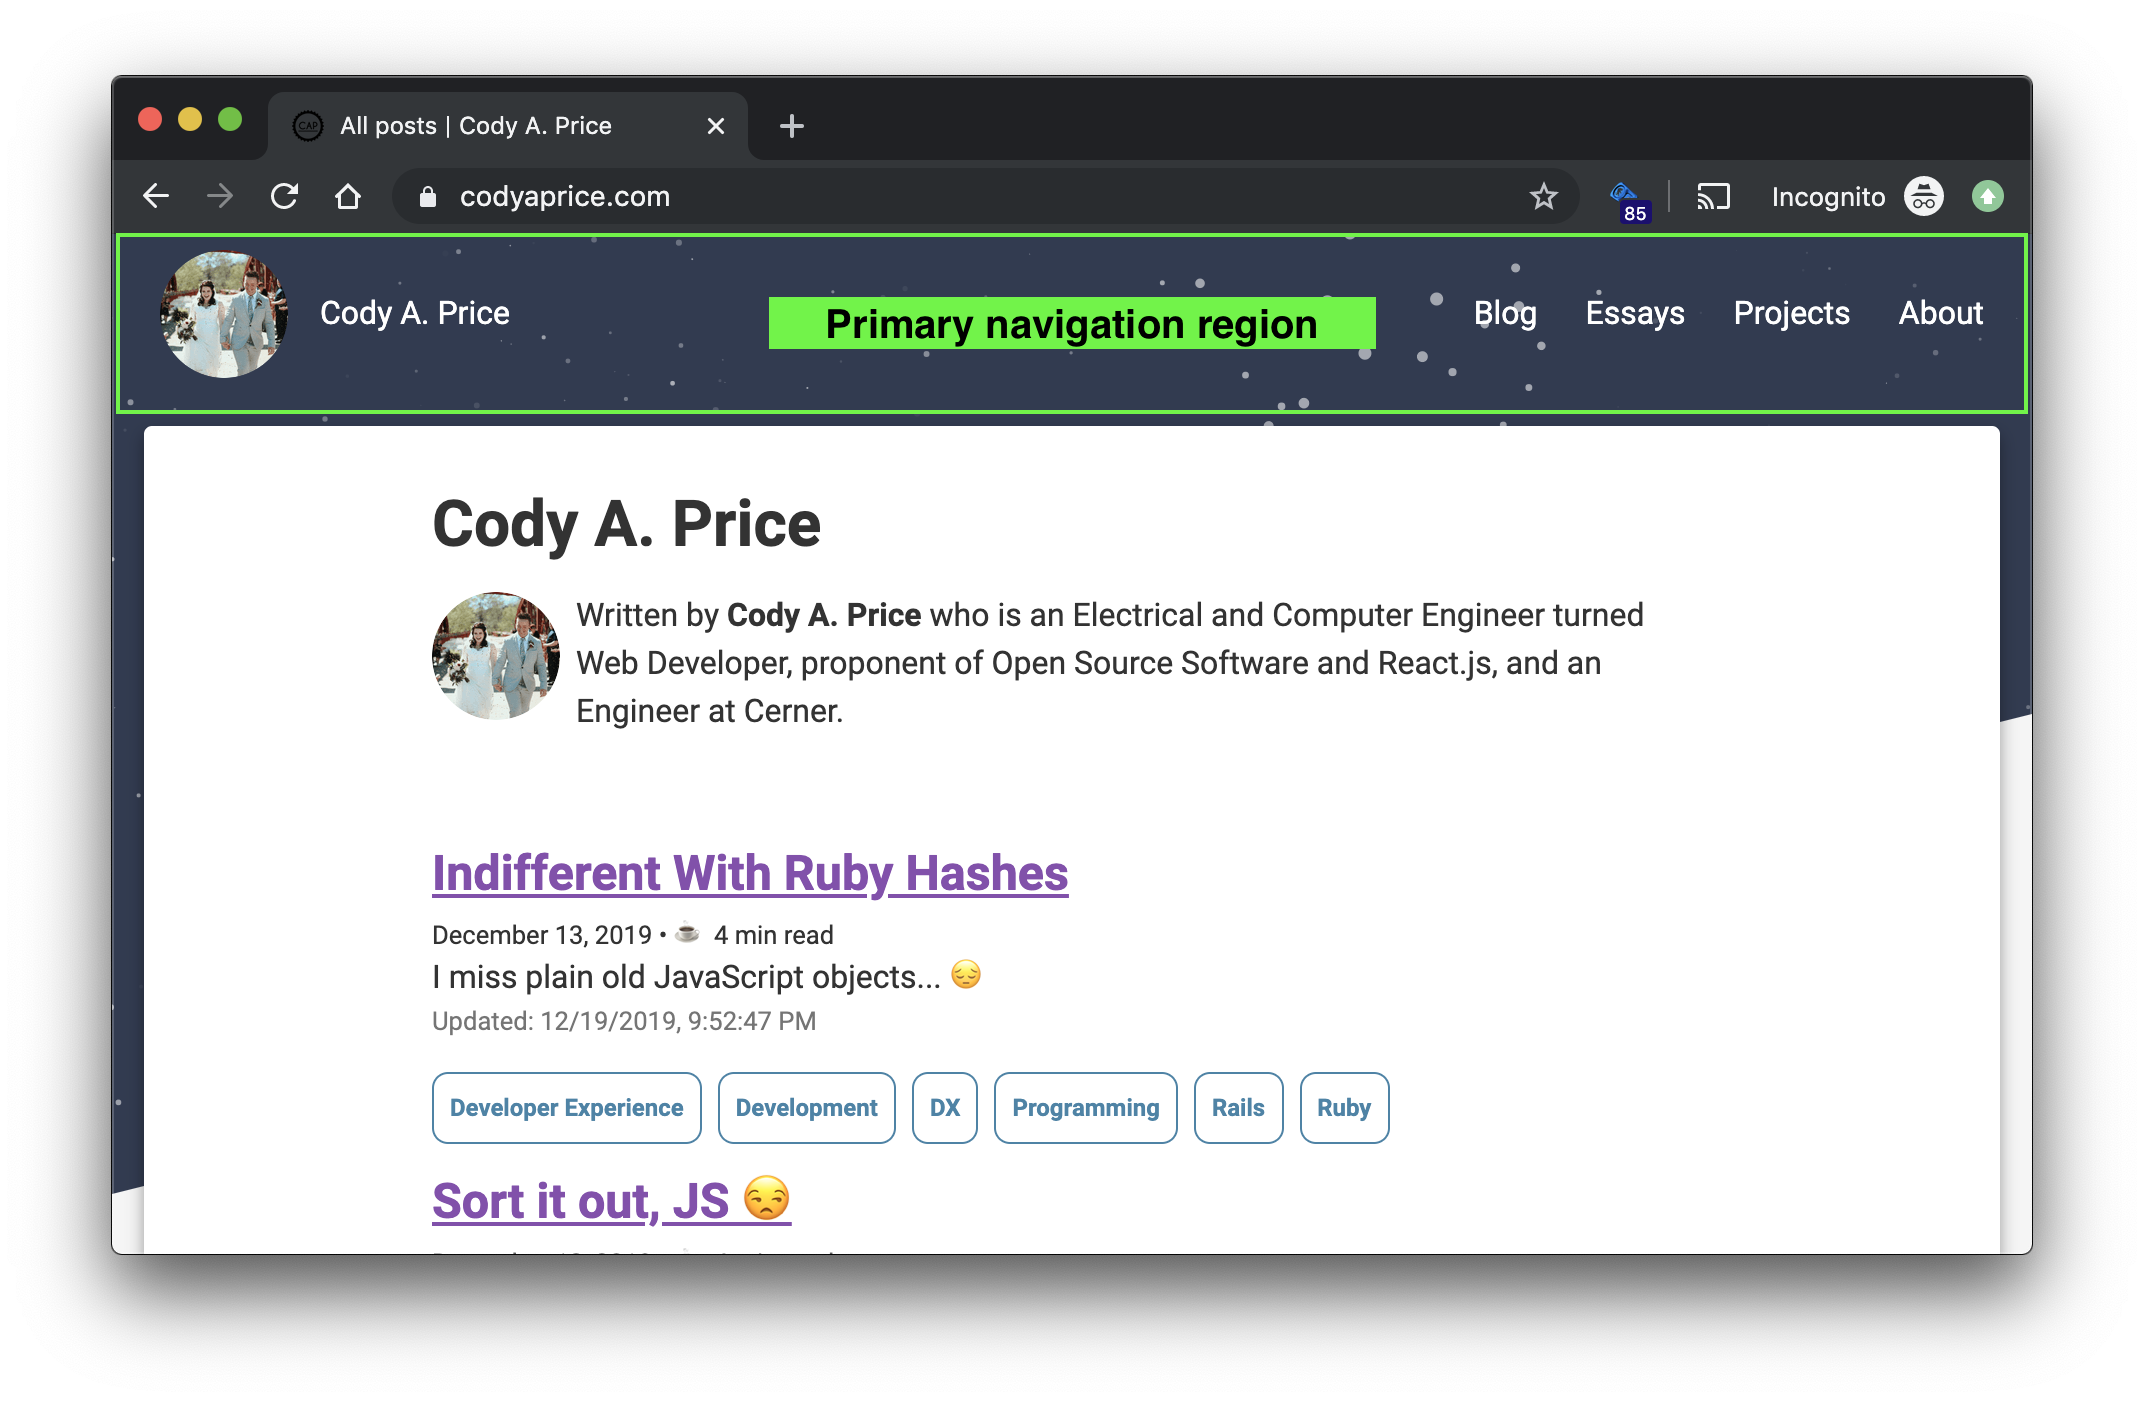 CAP
All posts | Cody A. Price
codyaprice.com
85
Incognito
Cody A. Price
Primary navigation region
Blog Essays Projects About
Cody A. Price
Written by Cody A. Price who is an Electrical and Computer Engineer turned
Web Developer, proponent of Open Source Software and React.js, and an
Engineer at Cerner.
Indifferent With Ruby Hashes
December 13, 2019 • ☕ 4 min read
I miss plain old JavaScript objects... 😔
Updated: 12/19/2019, 9:52:47 PM
Developer Experience Development DX Programming Rails Ruby
Sort it out, JS 😒